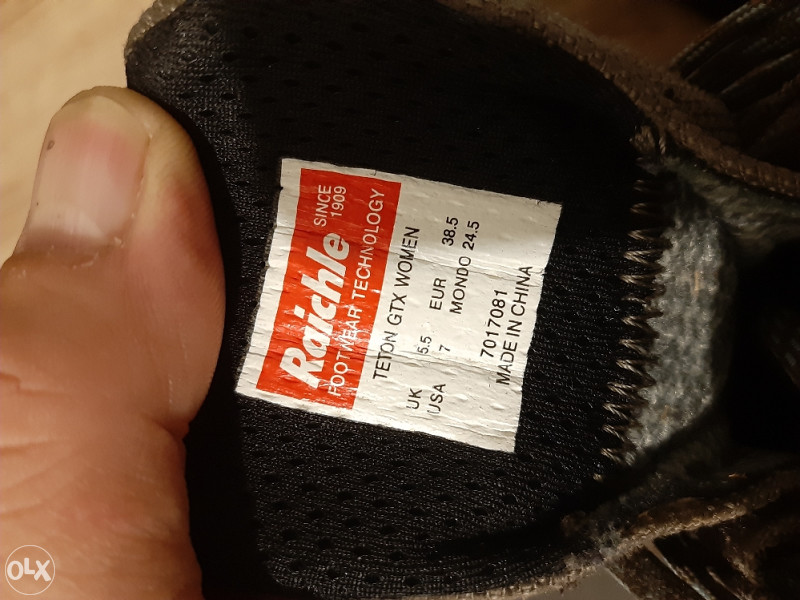 Raichle SINCE 1909
FOOTWEAR TECHNOLOGY
TETON GTX WOMEN
UK 5.5 EUR 38.5
USA 7 MONDO 24.5
7017081
MADE IN CHINA
OLX